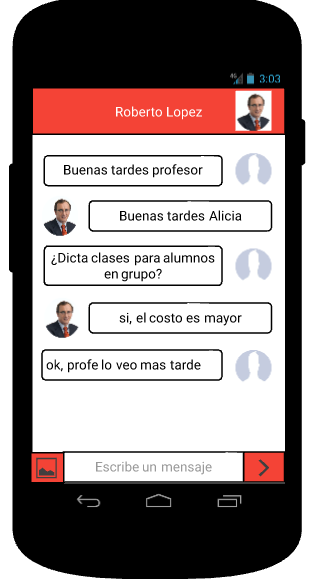 4G 3:03
Roberto Lopez
Buenas tardes profesor
Buenas tardes Alicia
¿Dicta clases para alumnos
en grupo?
si, el costo es mayor
ok, profe lo veo mas tarde
Escribe un mensaje